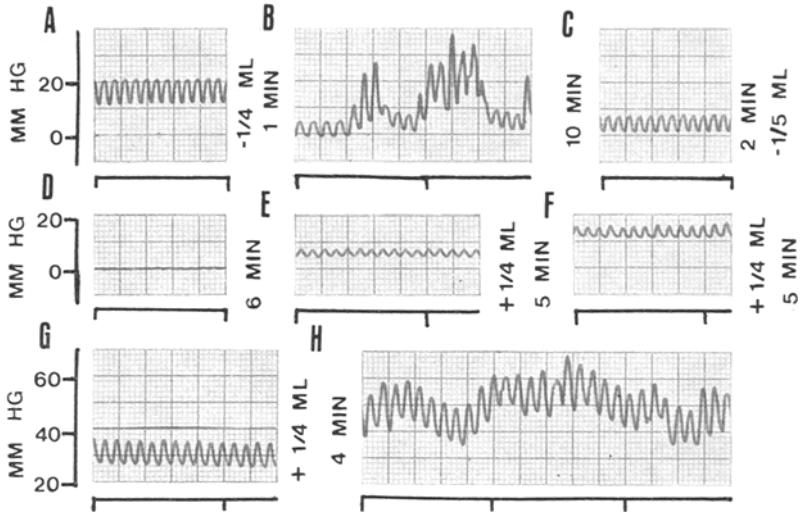 A
B
C
MM HG
20
0
-1/4 ML
1 MIN
10 MIN
2 MIN
-1/5 ML
D
E
F
MM HG
20
0
6 MIN
+1/4 ML
5 MIN
+1/4 ML
5 MIN
G
H
MM HG
60
40
20
+ 1/4 ML
4 MIN